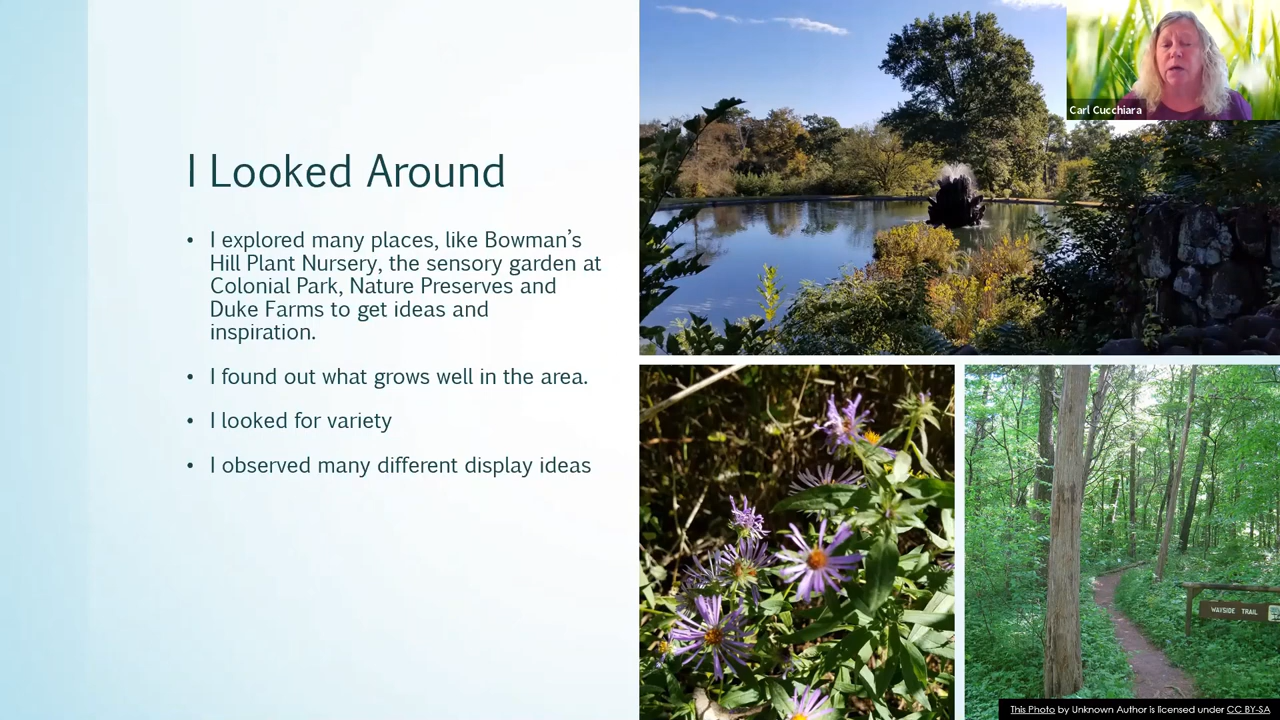 Carl Cucchiara
I Looked Around
• I explored many places, like Bowman’s
Hill Plant Nursery, the sensory garden at
Colonial Park, Nature Preserves and
Duke Farms to get ideas and
inspiration.
• I found out what grows well in the area.
• I looked for variety
• I observed many different display ideas
WAYSIDE TRAIL
This Photo by Unknown Author is licensed under CC BY-SA